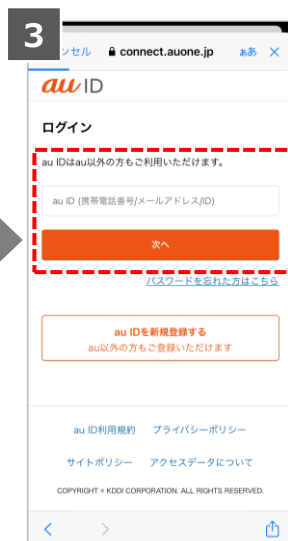 3
ンセル connect.auone.jp ぁあ ×
au ID
ログイン
au IDはau以外の方もご利用いただけます。
au ID (携帯電話番号/メールアドレス/ID)
次へ
パスワードを忘れた方はこちら
au IDを新規登録する
au以外の方もご登録いただけます
au ID利用規約 プライバシーポリシー
サイトポリシー アクセスデータについて
COPYRIGHT © KDDI CORPORATION. ALL RIGHTS RESERVED.